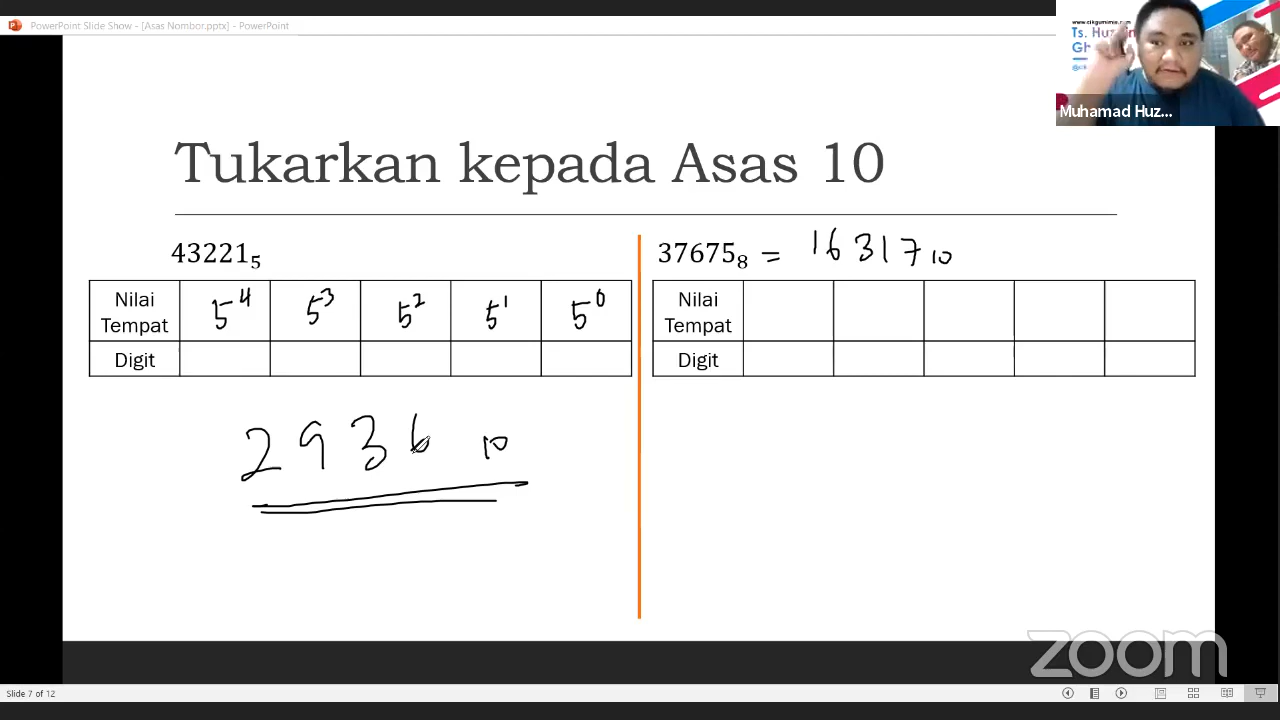 PowerPoint Slide Show - [Asas Nombor.pptx] - PowerPoint
Muhamad Huz...
Tukarkan kepada Asas 10
43221₅
Nilai Tempat 5⁴ 5³ 5² 5¹ 5⁰
Digit
2936 ₁₀
37675₈ = 16317₁₀
Nilai Tempat
Digit
zoom
Slide 7 of 12